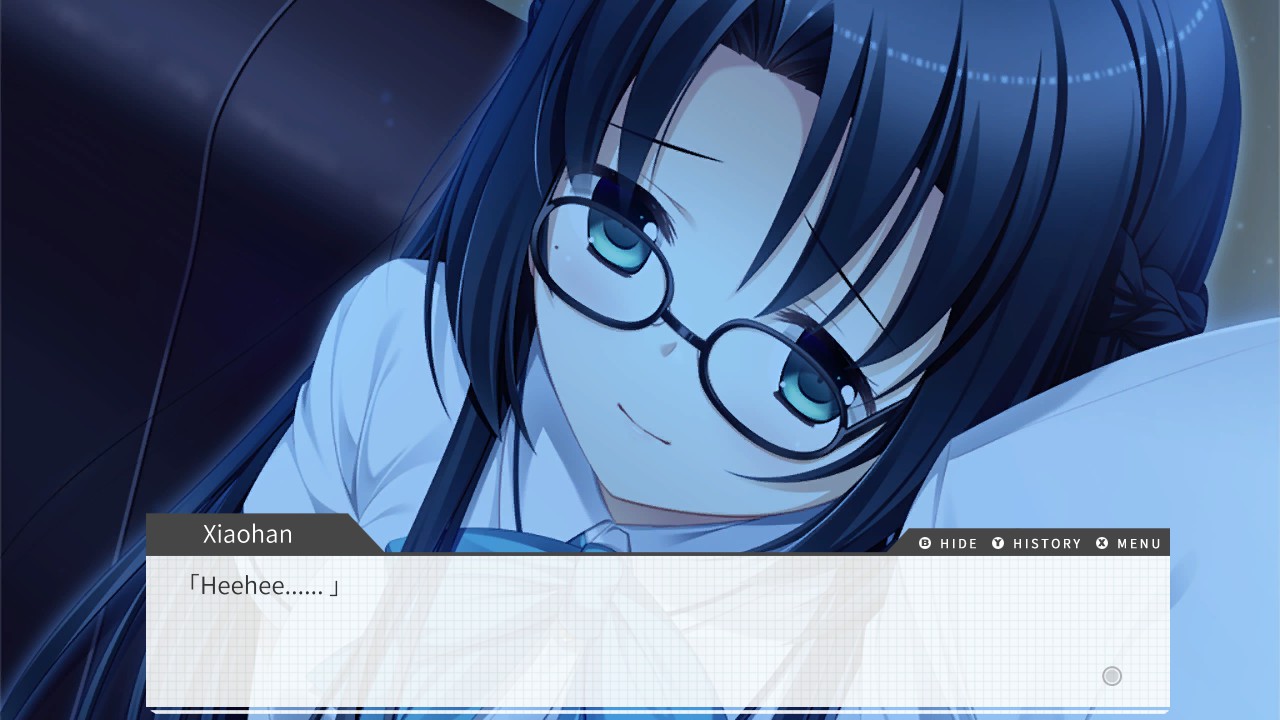 Xiaohan
B HIDE Y HISTORY X MENU
「Heehee...... 」